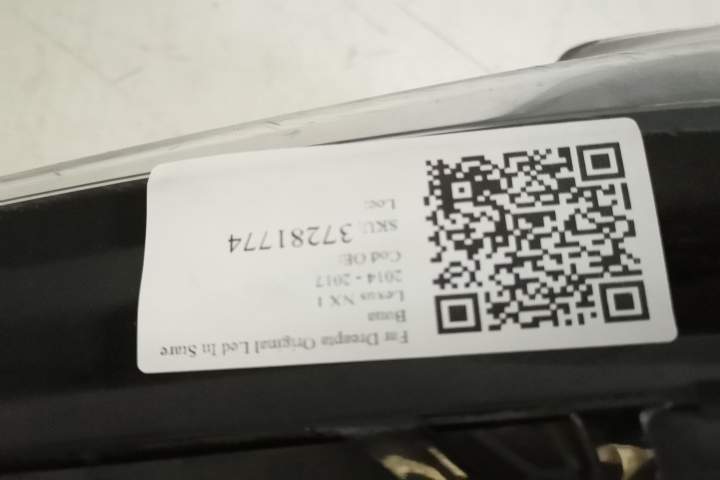 Far Dreapta Original Led In Stare
Buna
Lexus NX 1
2014 - 2017
Cod OE:
SKU: 37281774
Loc: